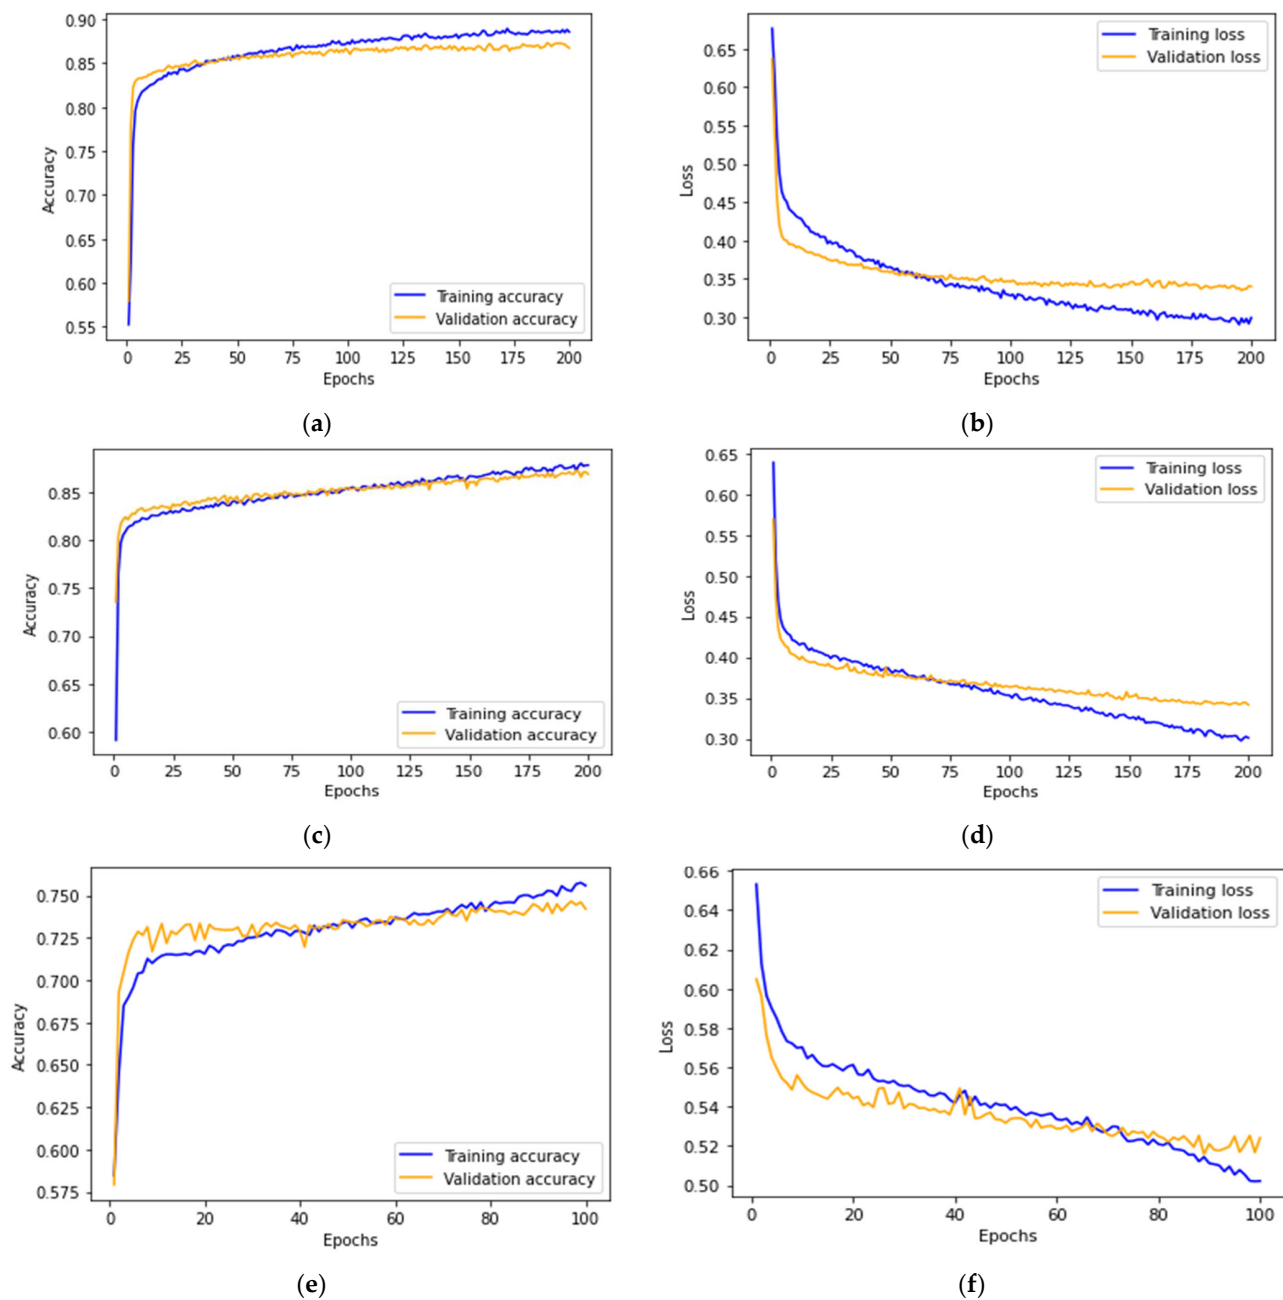 0.90
0.85
0.80
0.75
0.70
0.65
0.60
0.55
Accuracy
Training accuracy
Validation accuracy
0 25 50 75 100 125 150 175 200
Epochs
(a)
0.65
0.60
0.55
0.50
0.45
0.40
0.35
0.30
Loss
Training loss
Validation loss
0 25 50 75 100 125 150 175 200
Epochs
(b)
0.85
0.80
0.75
0.70
0.65
0.60
Accuracy
Training accuracy
Validation accuracy
0 25 50 75 100 125 150 175 200
Epochs
(c)
0.65
0.60
0.55
0.50
0.45
0.40
0.35
0.30
Loss
Training loss
Validation loss
0 25 50 75 100 125 150 175 200
Epochs
(d)
0.750
0.725
0.700
0.675
0.650
0.625
0.600
0.575
Accuracy
Training accuracy
Validation accuracy
0 20 40 60 80 100
Epochs
(e)
0.66
0.64
0.62
0.60
0.58
0.56
0.54
0.52
0.50
Loss
Training loss
Validation loss
0 20 40 60 80 100
Epochs
(f)